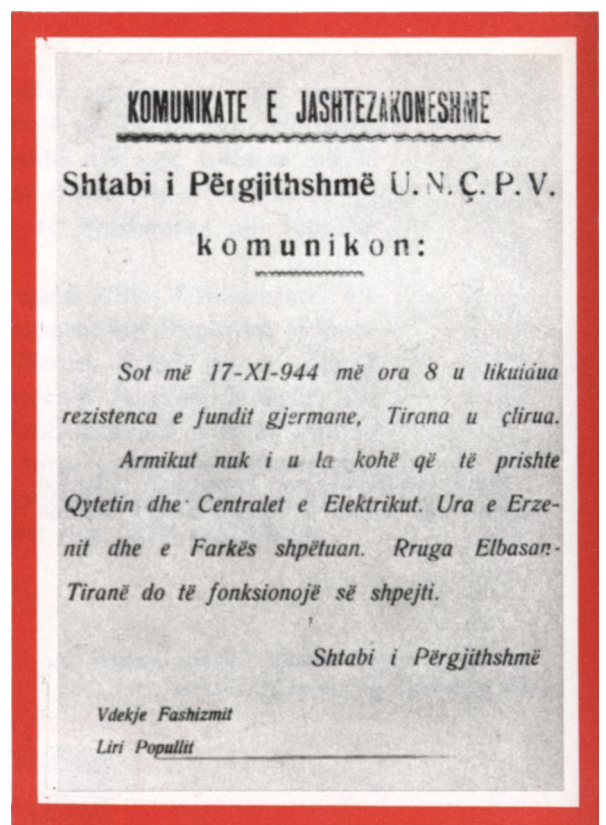 KOMUNIKATE E JASHTEZAKONESHME
Shtabi i Përgjithshmë U. N. Ç. P. V.
komunikon:
Sot më 17-XI-944 më ora 8 u likuidua
rezistenca e fundit gjermane, Tirana u çlirua.
Armikut nuk i u la kohë që të prishte
Qytetin dhe Centralet e Elektrikut. Ura e Erze-
nit dhe e Farkës shpëtuan. Rruga Elbasan-
Tiranë do të fonksionojë së shpejti.
Shtabi i Përgjithshmë
Vdekje Fashizmit
Liri Popullit